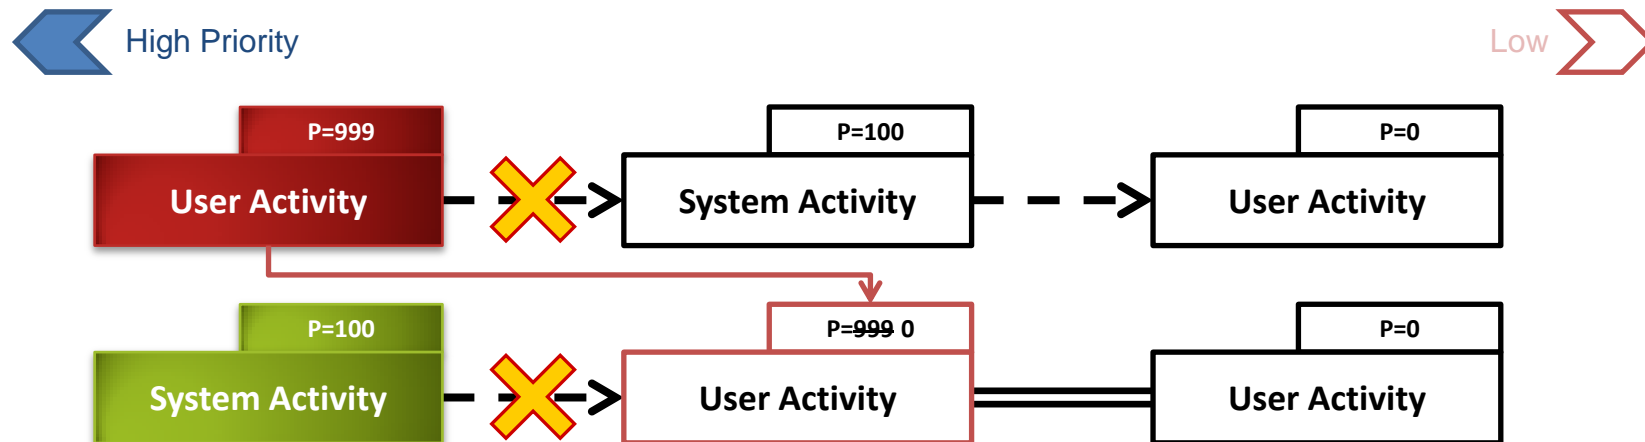 High Priority
Low
P=999
P=100
P=0
User Activity
System Activity
User Activity
P=100
P=999 0
P=0
System Activity
User Activity
User Activity